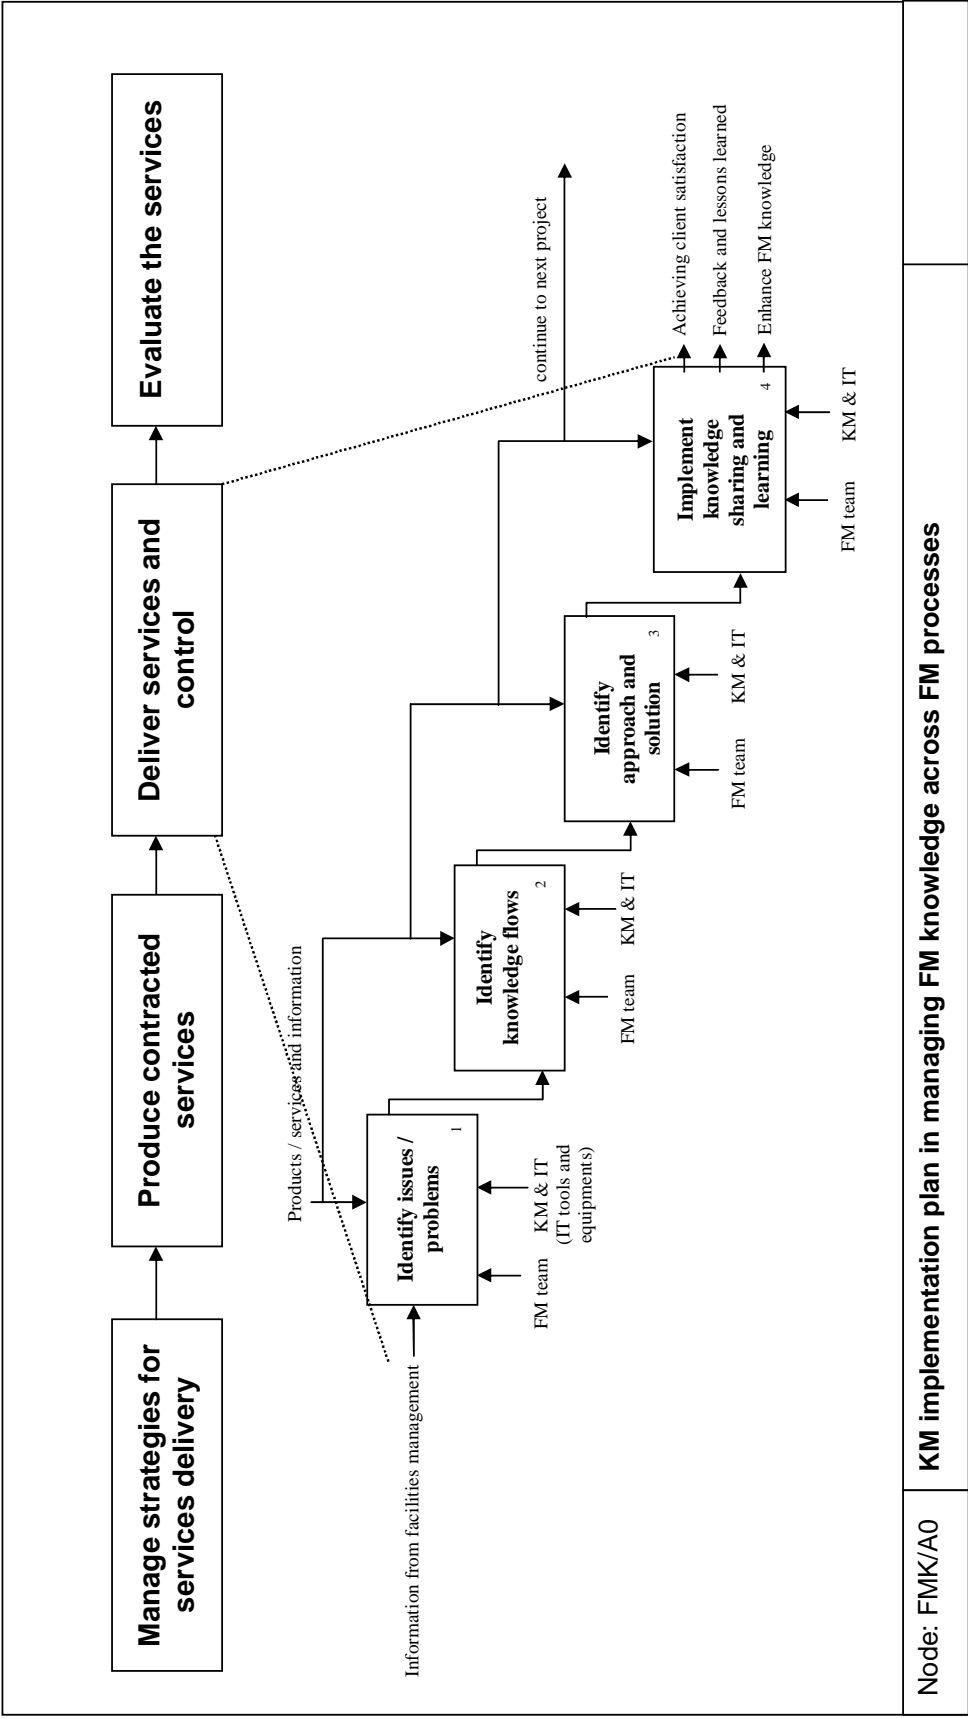 Manage strategies for
services delivery
Produce contracted
services
Deliver services and
control
Evaluate the services
Products / services and information
continue to next project
Information from facilities management
Identify issues /
problems
1
FM team
KM & IT
(IT tools and
equipments)
Identify
knowledge flows
2
FM team
KM & IT
Identify
approach and
solution
3
FM team
KM & IT
Implement
knowledge
sharing and
learning
4
FM team
KM & IT
Achieving client satisfaction
Feedback and lessons learned
Enhance FM knowledge
Node: FMK/A0
KM implementation plan in managing FM knowledge across FM processes